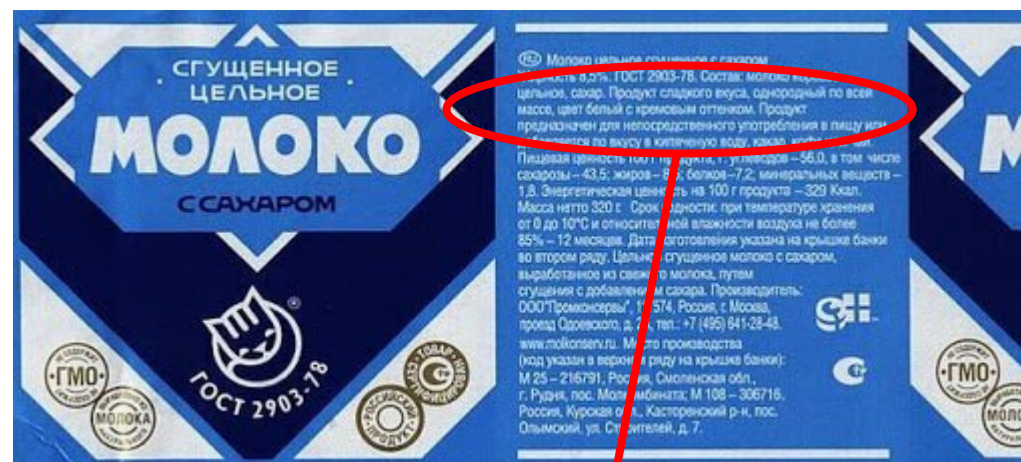 СГУЩЕННОЕ
ЦЕЛЬНОЕ
МОЛОКО
С САХАРОМ
ГОСТ 2903-78
НЕ СОДЕРЖИТ
ГМО
МОЛОКА
РОССИЙСКИЙ
ПРОДУКТ
RU Молоко цельное сгущенное с сахаром
8,5%. ГОСТ 2903-78. Состав: молоко
цельное, сахар. Продукт сладкого вкуса, однородный по всей
массе, цвет белый с кремовым оттенком. Продукт
предназначен для непосредственного употребления в пищу или
по вкусу в кипяченую воду, какао,
Пищевая ценность 100 г продукта, г: углеводов – 56,0, в том числе
сахарозы – 43,5; жиров – 8,5; белков – 7,2; минеральных веществ –
1,8. Энергетическая ценность на 100 г продукта – 329 Ккал.
Масса нетто 320 г. Срок годности: при температуре хранения
от 0 до 10°С и относительной влажности воздуха не более
85% – 12 месяцев. Дата изготовления указана на крышке банки
во втором ряду. Цельное сгущенное молоко с сахаром,
выработанное из свежего молока, путем
сгущения с добавлением сахара. Производитель:
ООО"Промконсервы", Россия, г. Москва,
проезд Одоевского, д. тел.: +7 (495) 641-28-48.
www.molkonserv.ru. Место производства
(код указан в верхнем ряду на крышке банки):
М 25 – 216791, Россия, Смоленская обл.,
г. Рудня, пос. Молкомбината; М 108 – 306716,
Россия, Курская обл., Касторенский р-н, пос.
Олымский, ул. Строителей, д. 7.
ГМО